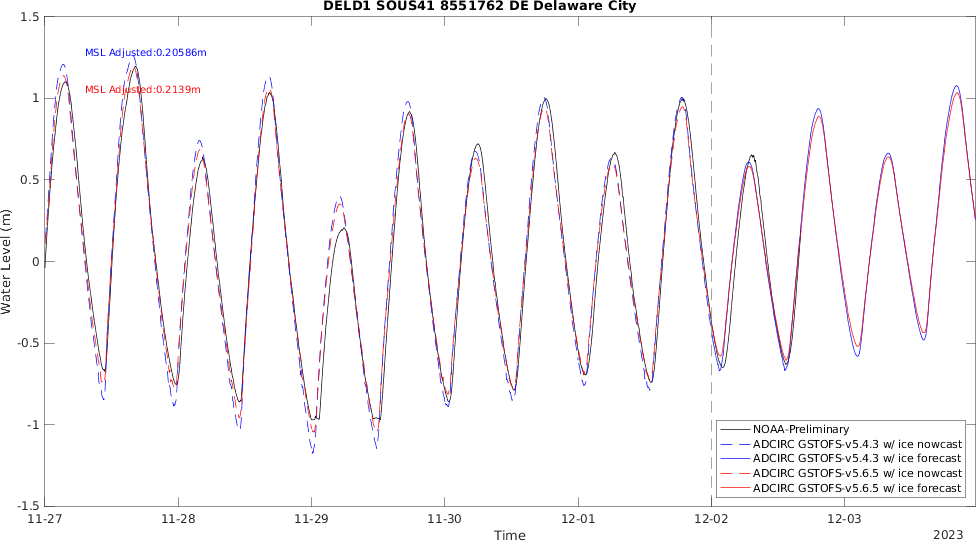 DELD1 SOUS41 8551762 DE Delaware City
1.5
1
0.5
0
-0.5
-1
-1.5
Water Level (m)
MSL Adjusted:0.20586m
MSL Adjusted:0.2139m
NOAA-Preliminary
ADCIRC GSTOFS-v5.4.3 w/ ice nowcast
ADCIRC GSTOFS-v5.4.3 w/ ice forecast
ADCIRC GSTOFS-v5.6.5 w/ ice nowcast
ADCIRC GSTOFS-v5.6.5 w/ ice forecast
11-27 11-28 11-29 11-30 12-01 12-02 12-03
Time
2023